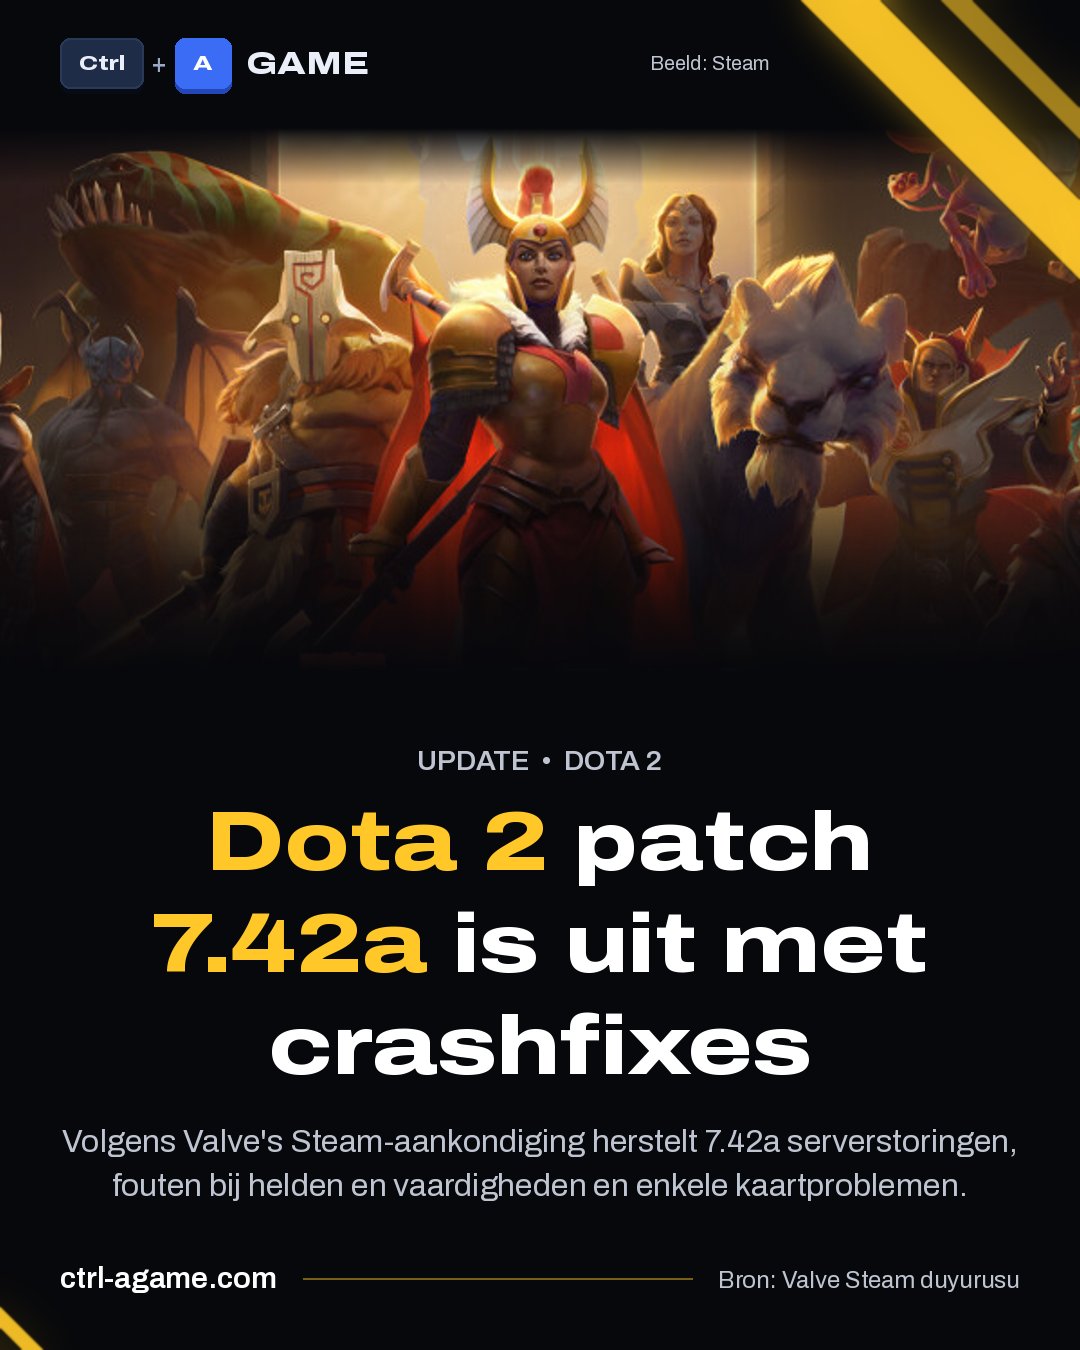 Ctrl + A GAME
Beeld: Steam
UPDATE • DOTA 2
Dota 2 patch
7.42a is uit met
crashfixes
Volgens Valve's Steam-aankondiging herstelt 7.42a serverstoringen,
fouten bij helden en vaardigheden en enkele kaartproblemen.
ctrl-agame.com
Bron: Valve Steam duyurusu